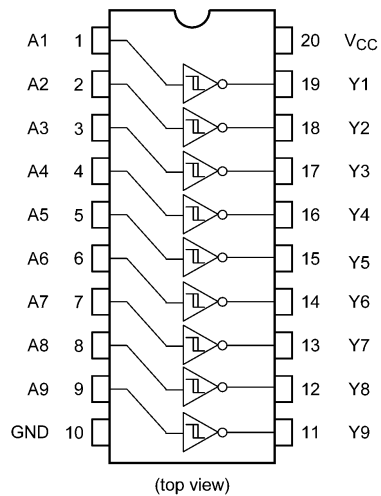 A1 1 20 VCC
A2 2 19 Y1
A3 3 18 Y2
A4 4 17 Y3
A5 5 16 Y4
A6 6 15 Y5
A7 7 14 Y6
A8 8 13 Y7
A9 9 12 Y8
GND 10 11 Y9
(top view)